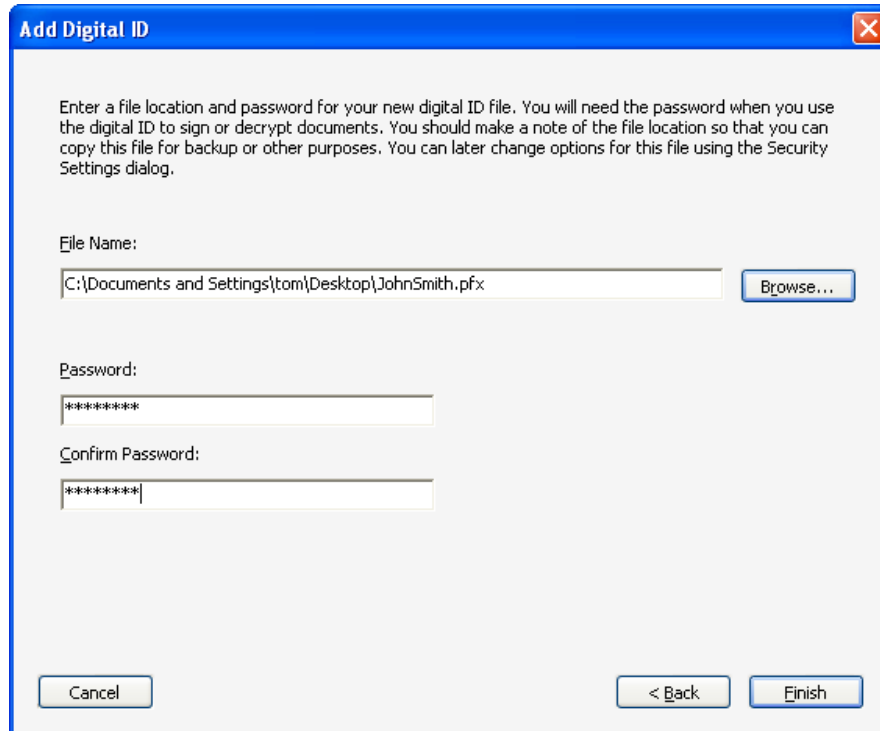 Add Digital ID
Enter a file location and password for your new digital ID file. You will need the password when you use
the digital ID to sign or decrypt documents. You should make a note of the file location so that you can
copy this file for backup or other purposes. You can later change options for this file using the Security
Settings dialog.
File Name:
C:\Documents and Settings\tom\Desktop\JohnSmith.pfx
Browse...
Password:
********
Confirm Password:
********
Cancel
< Back
Finish